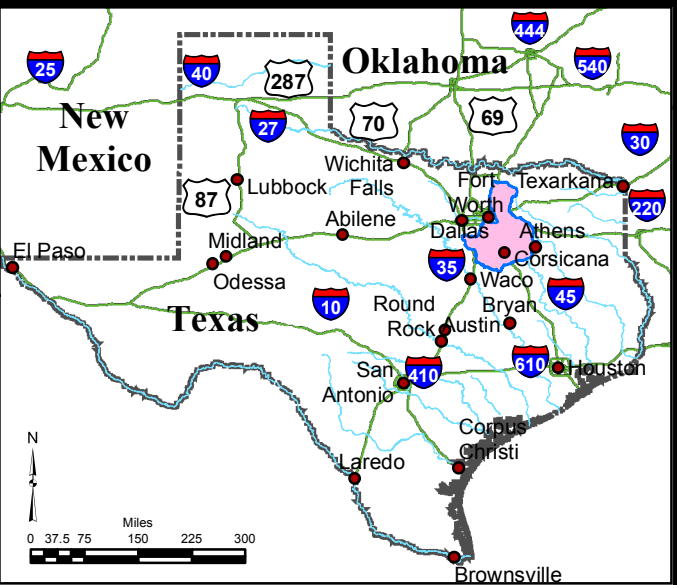 444
25
40
Oklahoma
540
287
New
Mexico
27
70
69
30
Wichita
Falls
Fort
Worth
Texarkana
87
Lubbock
220
Abilene
Dallas
Athens
El Paso
Midland
Odessa
35
Corsicana
Waco
45
Texas
10
Round
Rock
Austin
Bryan
San
Antonio
410
610
Houston
N
Corpus
Christi
Laredo
Miles
0 37.5 75 150 225 300
Brownsville